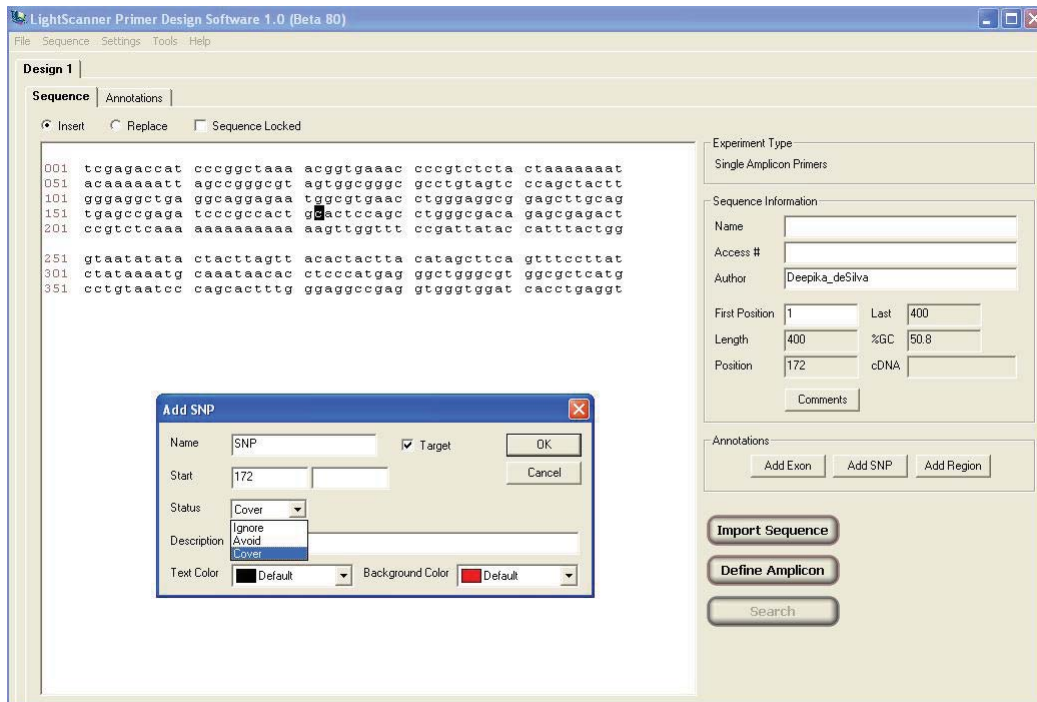 LightScanner Primer Design Software 1.0 (Beta 80)
File Sequence Settings Tools Help
Design 1
Sequence Annotations
Insert Replace Sequence Locked
001 tcgagaccat cccggctaaa acggtgaaac cccgtctcta ctaaaaaaat
051 acaaaaaatt agccgggcgt agtggcgggc gcctgtagtc ccagctactt
101 gggaggctga ggcaggagaa tggcgtgaac ctgggaggcg gagcttgcag
151 tgagccgaga tcccgccact gcactccagc ctgggcgaca gagcgagact
201 ccgtctcaaa aaaaaaaaaa aagttggttt ccgattatac catttactgg
251 gtaatatata ctacttagtt acactactta catagcttca gtttccttat
301 ctataaaatg caaataacac ctcccatgag ggctgggcgt ggcgctcatg
351 cctgtaatcc cagcactttg ggaggccgag gtgggtggat cacctgaggt
Experiment Type
Single Amplicon Primers
Sequence Information
Name
Access #
Author Deepika_deSilva
First Position 1 Last 400
Length 400 %GC 50.8
Position 172 cDNA
Comments
Annotations
Add Exon Add SNP Add Region
Import Sequence
Define Amplicon
Search
Add SNP
Name SNP Target OK
Start 172 Cancel
Status Cover
Ignore
Description Avoid
Cover
Text Color Default Background Color Default